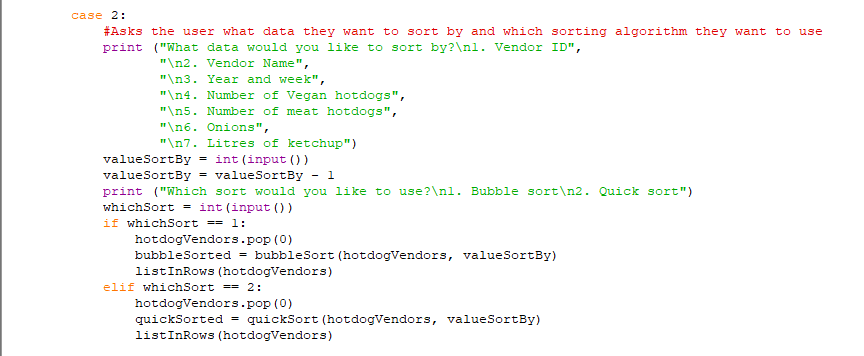 case 2:
#Asks the user what data they want to sort by and which sorting algorithm they want to use
print ("What data would you like to sort by?\n1. Vendor ID",
"\n2. Vendor Name",
"\n3. Year and week",
"\n4. Number of Vegan hotdogs",
"\n5. Number of meat hotdogs",
"\n6. Onions",
"\n7. Litres of ketchup")
valueSortBy = int(input())
valueSortBy = valueSortBy - 1
print ("Which sort would you like to use?\n1. Bubble sort\n2. Quick sort")
whichSort = int(input())
if whichSort == 1:
hotdogVendors.pop(0)
bubbleSorted = bubbleSort(hotdogVendors, valueSortBy)
listInRows(hotdogVendors)
elif whichSort == 2:
hotdogVendors.pop(0)
quickSorted = quickSort(hotdogVendors, valueSortBy)
listInRows(hotdogVendors)